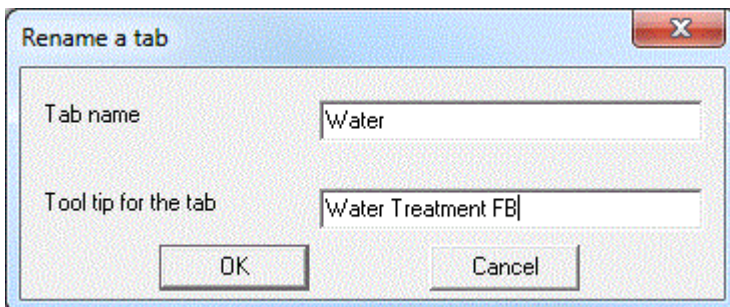 Rename a tab
Tab name
Water
Tool tip for the tab
Water Treatment FB
OK
Cancel